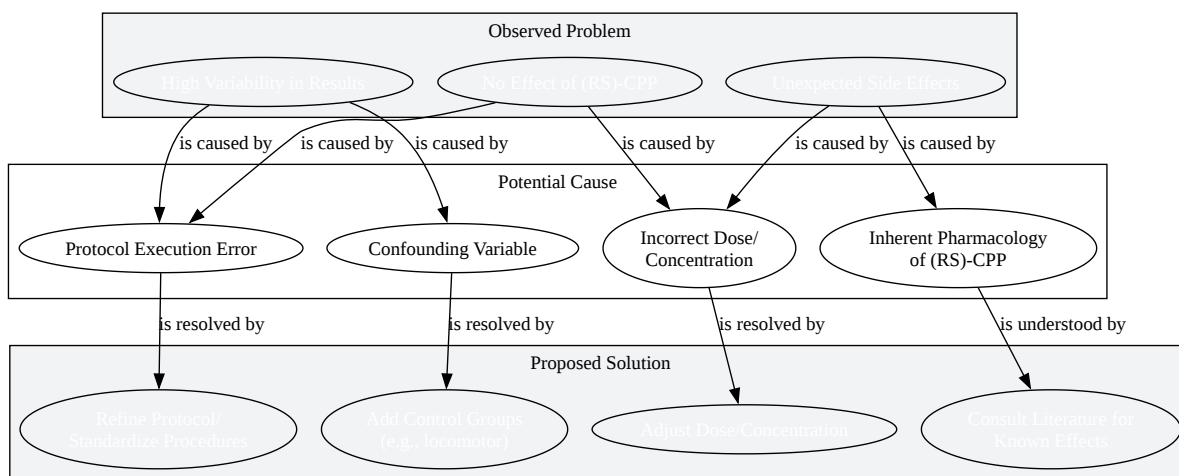 Observed Problem
High Variability in Results
No Effect of (RS)-CPP
Unexpected Side Effects
is caused by
is caused by
is caused by
is caused by
is caused by
is caused by
Potential Cause
Protocol Execution Error
Confounding Variable
Incorrect Dose/
Concentration
Inherent Pharmacology
of (RS)-CPP
is resolved by
is resolved by
is resolved by
is understood by
Proposed Solution
Refine Protocol/
Standardize Procedures
Add Control Groups
(e.g., locomotor)
Adjust Dose/Concentration
Consult Literature for
Known Effects